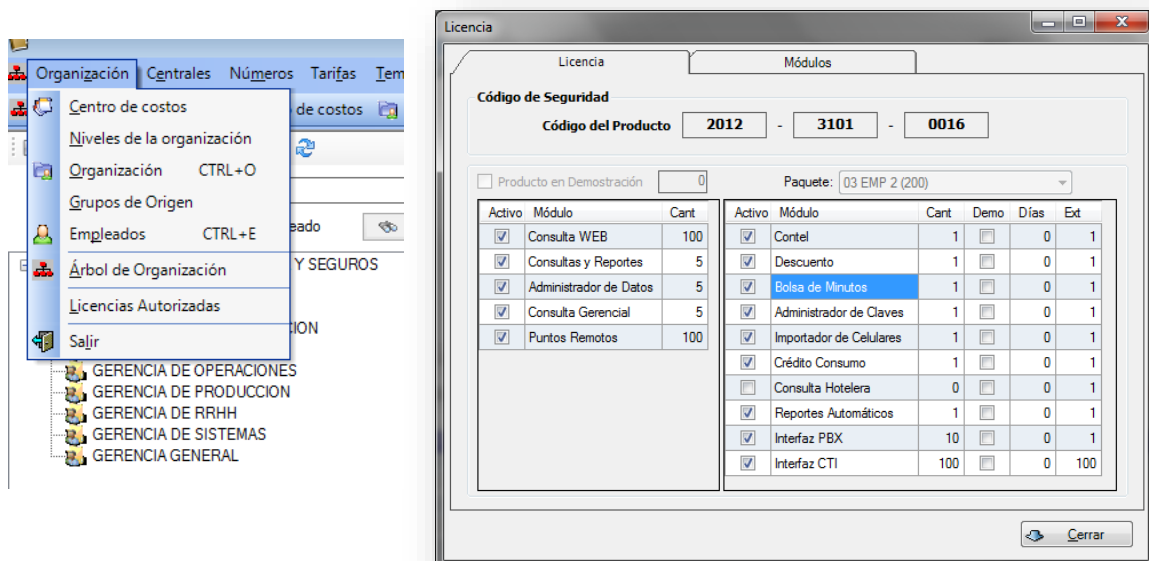 Organización Centrales Números Tarifas Tem
Centro de costos
de costos
Niveles de la organización
Organización CTRL+O
Grupos de Origen
Empleados CTRL+E
eado
Árbol de Organización
Y SEGUROS
Licencias Autorizadas
ION
Salir
GERENCIA DE OPERACIONES
GERENCIA DE PRODUCCION
GERENCIA DE RRHH
GERENCIA DE SISTEMAS
GERENCIA GENERAL
Licencia
Licencia Módulos
Código de Seguridad
Código del Producto 2012 - 3101 - 0016
Producto en Demostración 0 Paquete: 03 EMP 2 (200)
Activo Módulo Cant
Consulta WEB 100
Consultas y Reportes 5
Administrador de Datos 5
Consulta Gerencial 5
Puntos Remotos 100
Activo Módulo Cant Demo Días Ext
Contel 1 0 1
Descuento 1 0 1
Bolsa de Minutos 1 0 1
Administrador de Claves 1 0 1
Importador de Celulares 1 0 1
Crédito Consumo 1 0 1
Consulta Hotelera 0 0 1
Reportes Automáticos 1 0 1
Interfaz PBX 10 0 1
Interfaz CTI 100 0 100
Cerrar